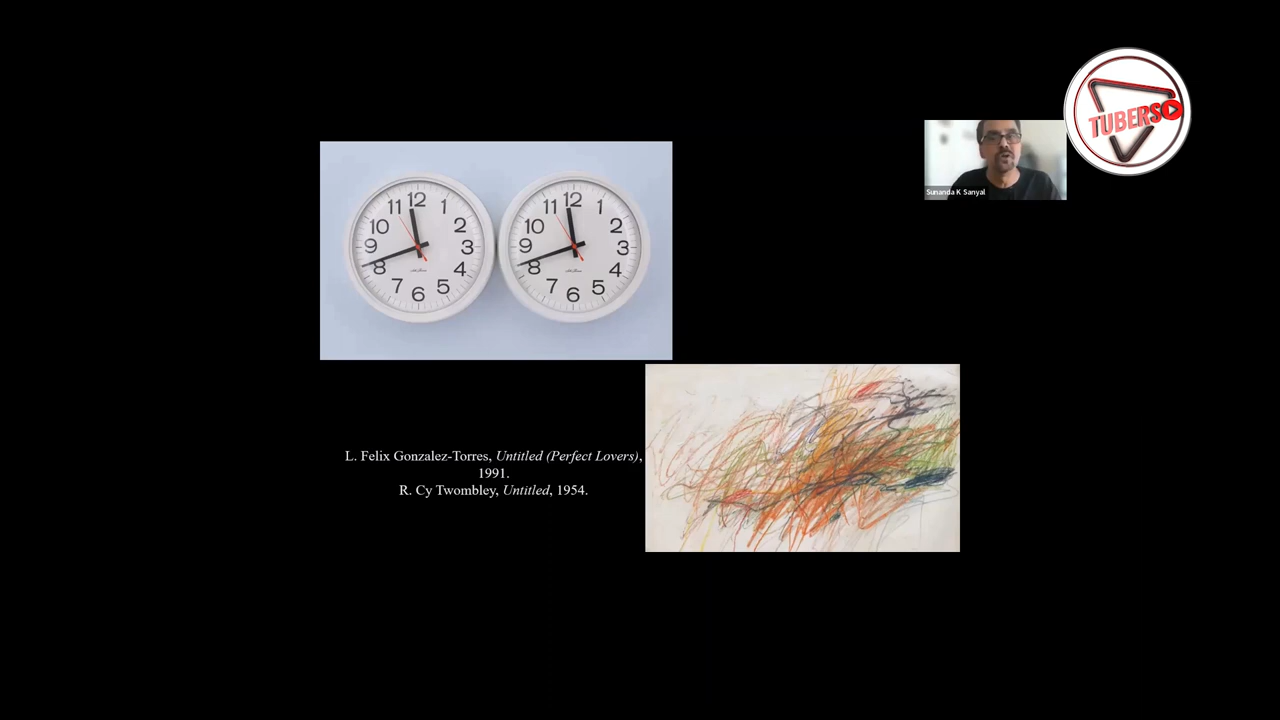 TUBERS
Sunanda K Sanyal
11 12 1
10 2
9 3
8 4
7 6 5
11 12 1
10 2
9 3
8 4
7 6 5
L. Felix Gonzalez-Torres, Untitled (Perfect Lovers),
1991.
R. Cy Twombley, Untitled, 1954.